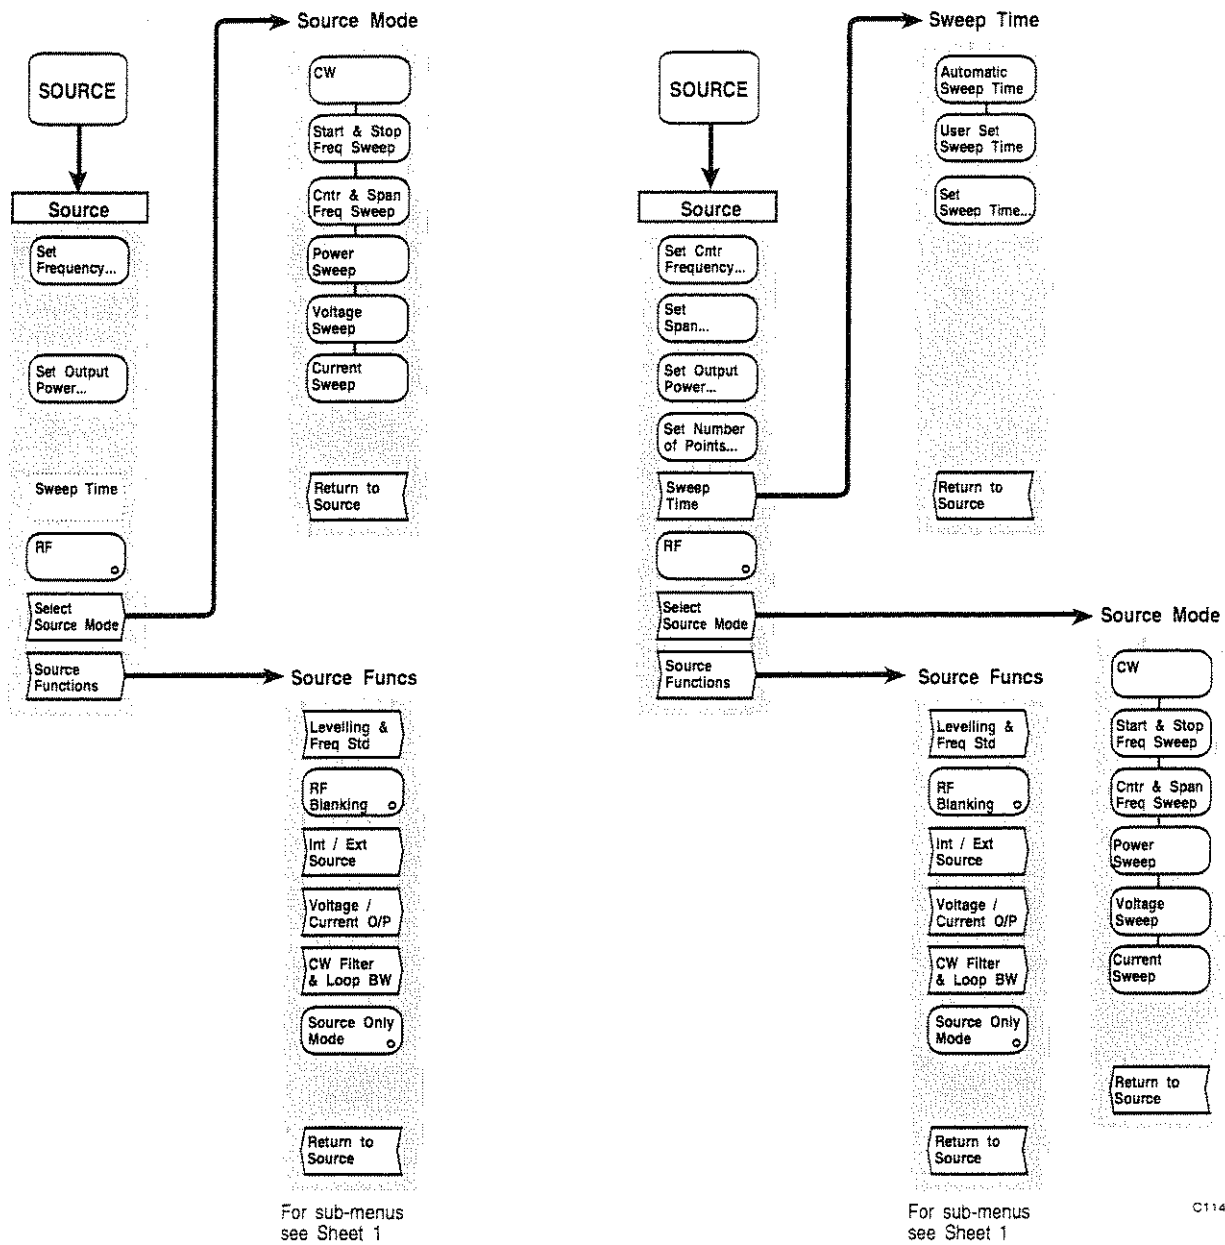 SOURCE
Source
Set
Frequency...
Set Output
Power...
Sweep Time
RF
Select
Source Mode
Source
Functions
Source Mode
CW
Start & Stop
Freq Sweep
Cntr & Span
Freq Sweep
Power
Sweep
Voltage
Sweep
Current
Sweep
Return to
Source
Source Funcs
Levelling &
Freq Std
RF
Blanking
Int / Ext
Source
Voltage /
Current O/P
CW Filter
& Loop BW
Source Only
Mode
Return to
Source
For sub-menus
see Sheet 1
SOURCE
Source
Set Cntr
Frequency...
Set
Span...
Set Output
Power...
Set Number
of Points...
Sweep
Time
RF
Select
Source Mode
Source
Functions
Sweep Time
Automatic
Sweep Time
User Set
Sweep Time
Set
Sweep Time...
Return to
Source
Source Funcs
Levelling &
Freq Std
RF
Blanking
Int / Ext
Source
Voltage /
Current O/P
CW Filter
& Loop BW
Source Only
Mode
Return to
Source
For sub-menus
see Sheet 1
Source Mode
CW
Start & Stop
Freq Sweep
Cntr & Span
Freq Sweep
Power
Sweep
Voltage
Sweep
Current
Sweep
Return to
Source
C114